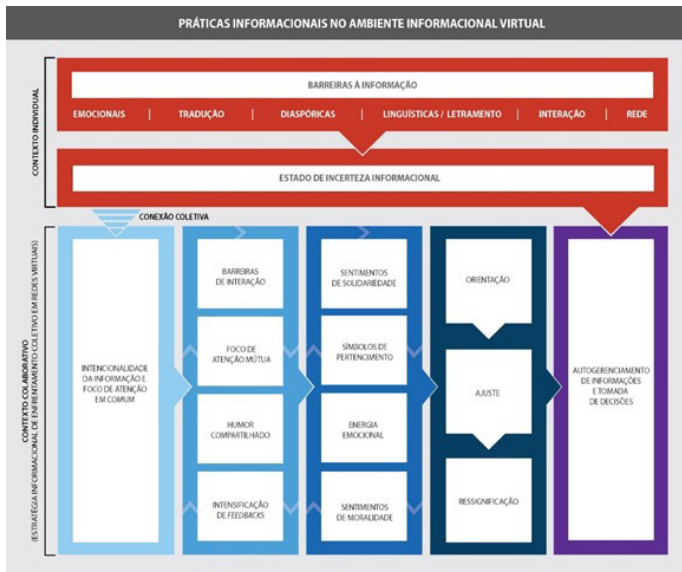 PRÁTICAS INFORMACIONAIS NO AMBIENTE INFORMACIONAL VIRTUAL
CONTEXTO INDIVIDUAL
BARREIRAS À INFORMAÇÃO
EMOCIONAIS | TRADUÇÃO | DIASPÓRICAS | LINGUÍSTICAS / LETRAMENTO | INTERAÇÃO | REDE
ESTADO DE INCERTEZA INFORMACIONAL
CONEXÃO COLETIVA
CONTEXTO COLABORATIVO
(ESTRATÉGIA INFORMACIONAL DE ENFRENTAMENTO COLETIVO EM REDES VIRTUAIS)
INTENCIONALIDADE
DA INFORMAÇÃO E
FOCO DE ATENÇÃO
EM COMUM
BARREIRAS
DE INTERAÇÃO
FOCO DE
ATENÇÃO MÚTUA
HUMOR
COMPARTILHADO
INTENSIFICAÇÃO
DE FEEDBACKS
SENTIMENTOS
DE SOLIDARIEDADE
SÍMBOLOS DE
PERTENCIMENTO
ENERGIA
EMOCIONAL
SENTIMENTOS
DE MORALIDADE
ORIENTAÇÃO
AJUSTE
RESSIGNIFICAÇÃO
AUTOGERENCIAMENTO
DE INFORMAÇÕES
E TOMADA
DE DECISÕES